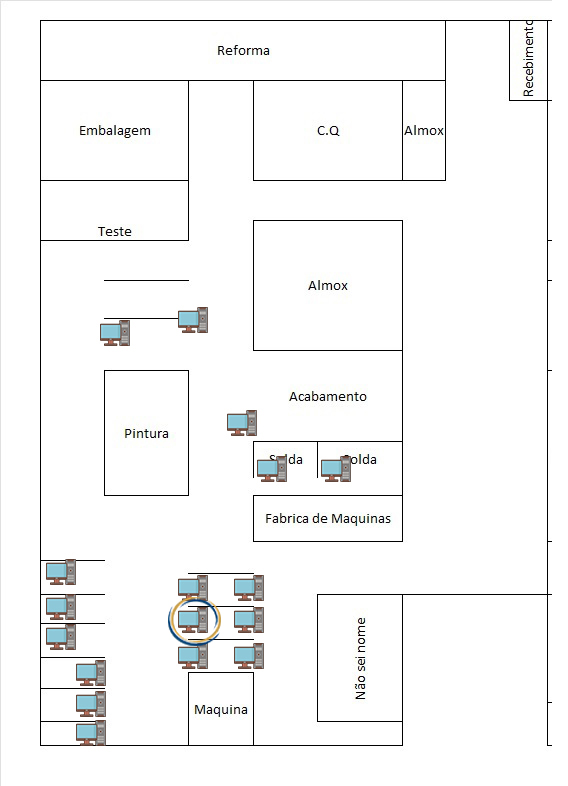 Reforma
Recebimento
Embalagem
C.Q
Almox
Teste
Almox
Acabamento
Pintura
Solda
Solda
Fabrica de Maquinas
Não sei nome
Maquina